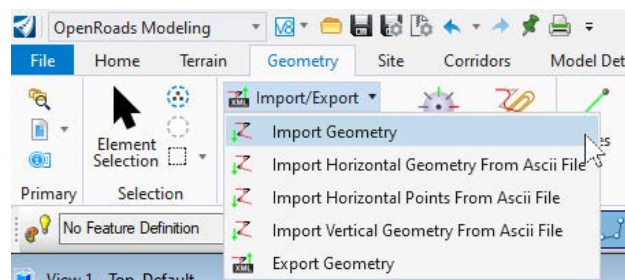 OpenRoads Modeling
File Home Terrain Geometry Site Corridors Model Det
XML Import/Export
Import Geometry
Element
Selection
Import Horizontal Geometry From Ascii File
Primary Selection
Import Horizontal Points From Ascii File
No Feature Definition
Import Vertical Geometry From Ascii File
XML Export Geometry
View 1, Top, Default